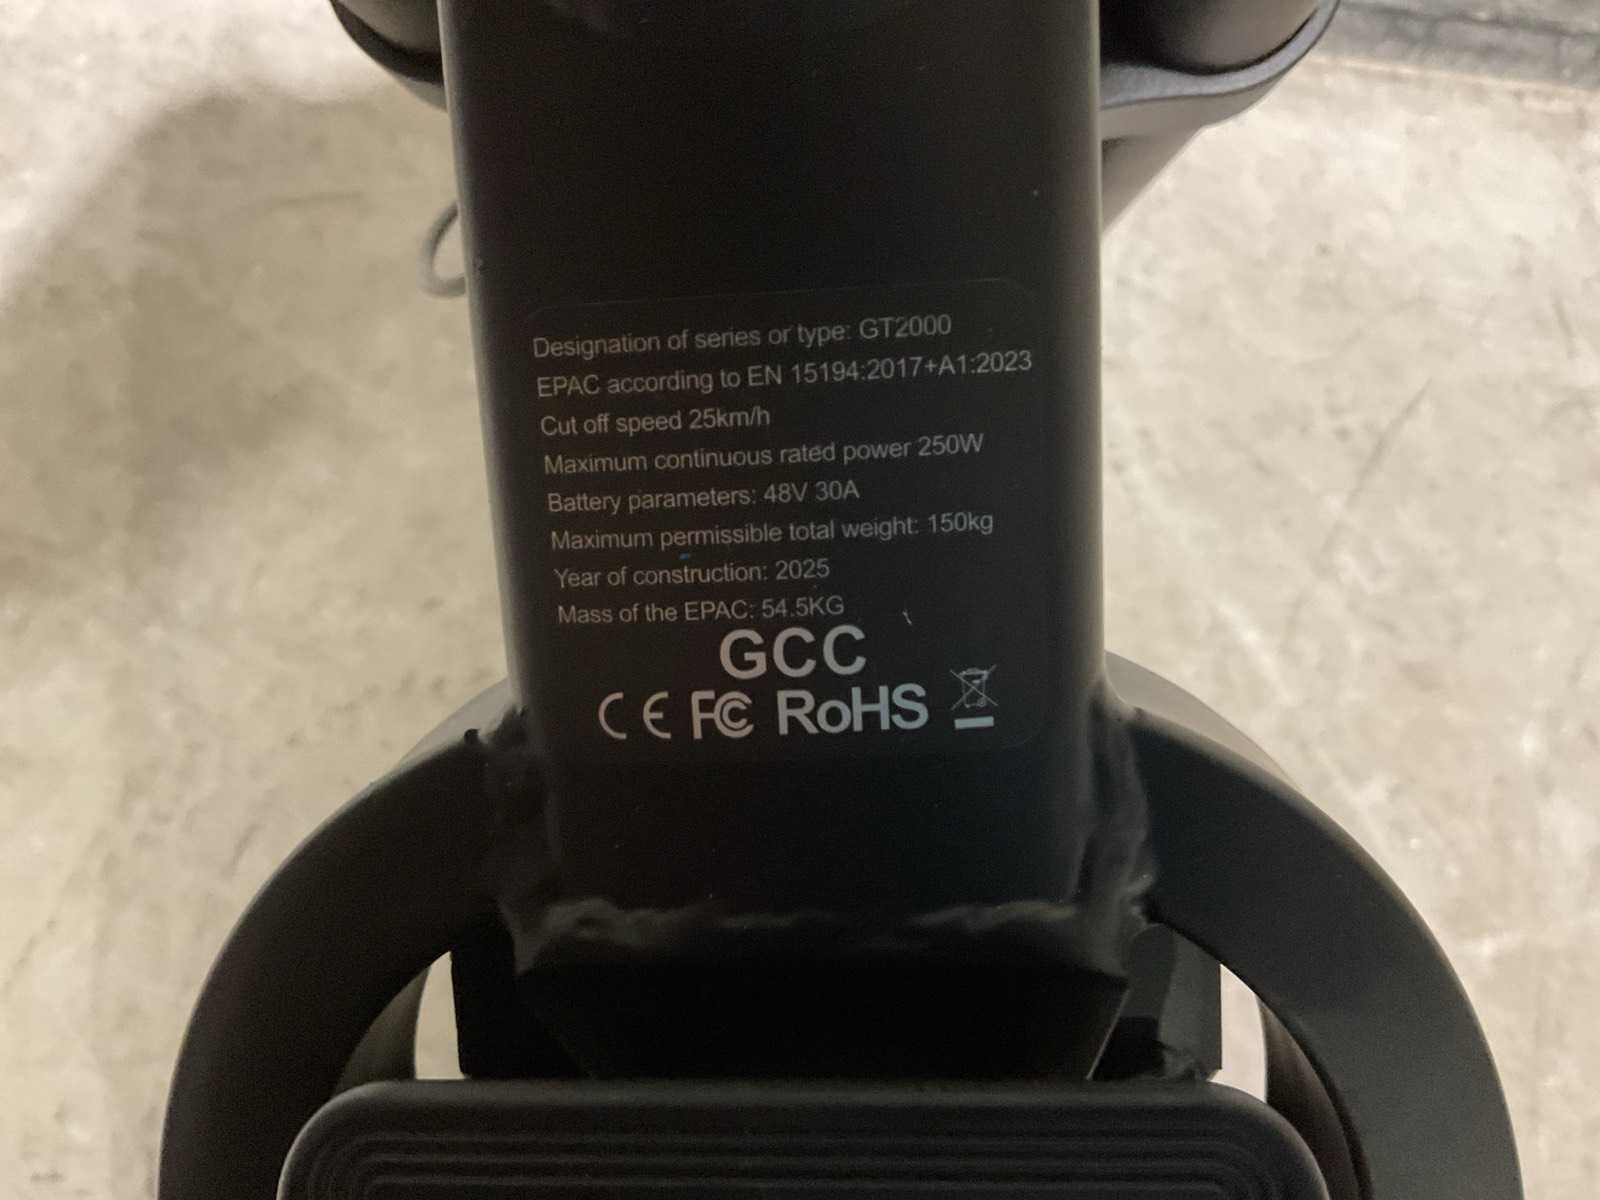 Designation of series or type: GT2000
EPAC according to EN 15194:2017+A1:2023
Cut off speed 25km/h
Maximum continuous rated power 250W
Battery parameters: 48V 30A
Maximum permissible total weight: 150kg
Year of construction: 2025
Mass of the EPAC: 54.5KG
GCC
CE FC RoHS